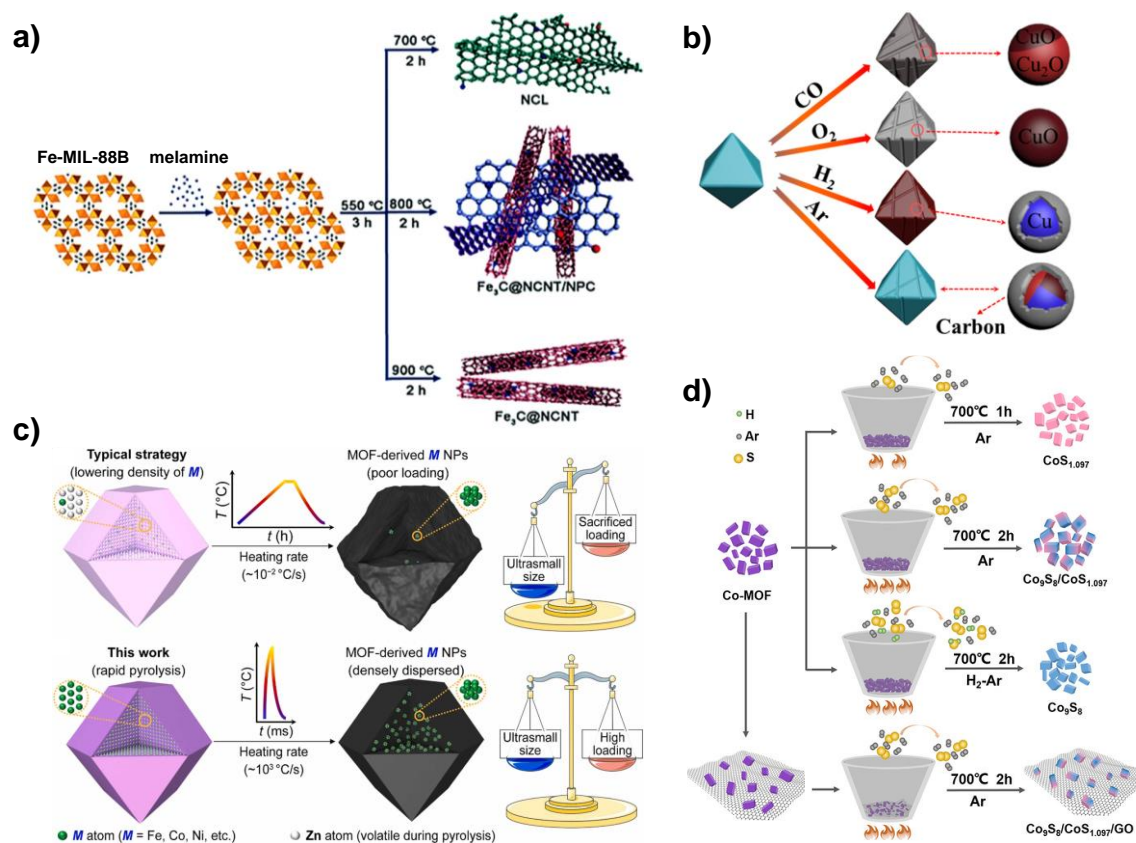 a)
Fe-MIL-88B
melamine
550 ℃
3 h
700 ℃
2 h
NCL
800 ℃
2 h
Fe₃C@NCNT/NPC
900 ℃
2 h
Fe₃C@NCNT
b)
CO
O₂
H₂
Ar
CuO
Cu₂O
CuO
Cu
Carbon
c)
Typical strategy
(lowering density of M)
T (°C)
t (h)
Heating rate
(~10⁻² °C/s)
MOF-derived M NPs
(poor loading)
Ultrasmall
size
Sacrificed
loading
This work
(rapid pyrolysis)
T (°C)
t (ms)
Heating rate
(~10³ °C/s)
MOF-derived M NPs
(densely dispersed)
Ultrasmall
size
High
loading
M atom (M = Fe, Co, Ni, etc.)
Zn atom (volatile during pyrolysis)
d)
H
Ar
S
Co-MOF
700℃ 1h
Ar
CoS₁.₀₉₇
700℃ 2h
Ar
Co₉S₈/CoS₁.₀₉₇
700℃ 2h
H₂-Ar
Co₉S₈
700℃ 2h
Ar
Co₉S₈/CoS₁.₀₉₇/GO